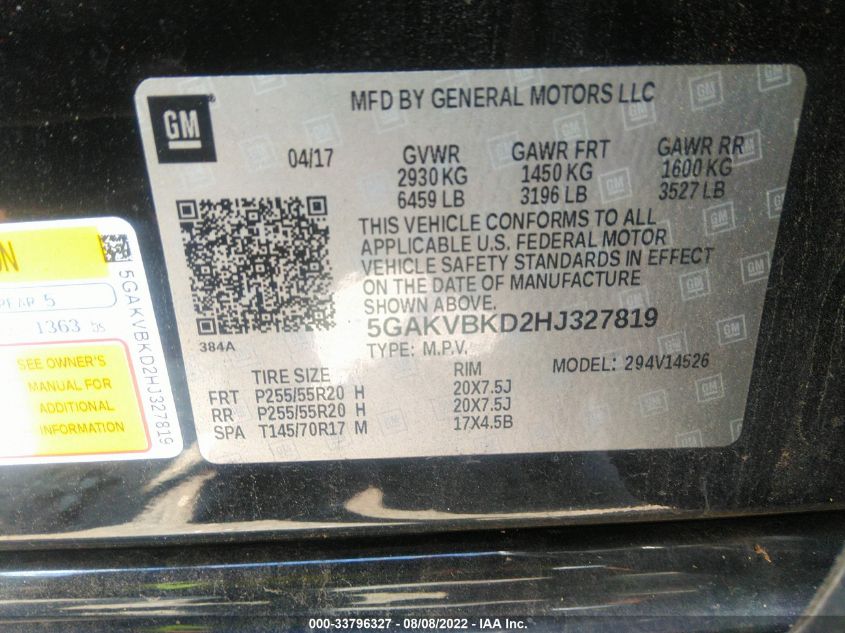 GM
MFD BY GENERAL MOTORS LLC
04/17
GVWR
2930 KG
6459 LB
GAWR FRT
1450 KG
3196 LB
GAWR RR
1600 KG
3527 LB
THIS VEHICLE CONFORMS TO ALL
APPLICABLE U.S. FEDERAL MOTOR
VEHICLE SAFETY STANDARDS IN EFFECT
ON THE DATE OF MANUFACTURE
SHOWN ABOVE.
384A
5GAKVBKD2HJ327819
TYPE: M.P.V.
MODEL: 294V14526
TIRE SIZE RIM
FRT P255/55R20 H 20X7.5J
RR P255/55R20 H 20X7.5J
SPA T145/70R17 M 17X4.5B
5
1363
SEE OWNER'S
MANUAL FOR
ADDITIONAL
INFORMATION
5GAKVBKD2HJ327819
000-33796327 - 08/08/2022 - IAA Inc.